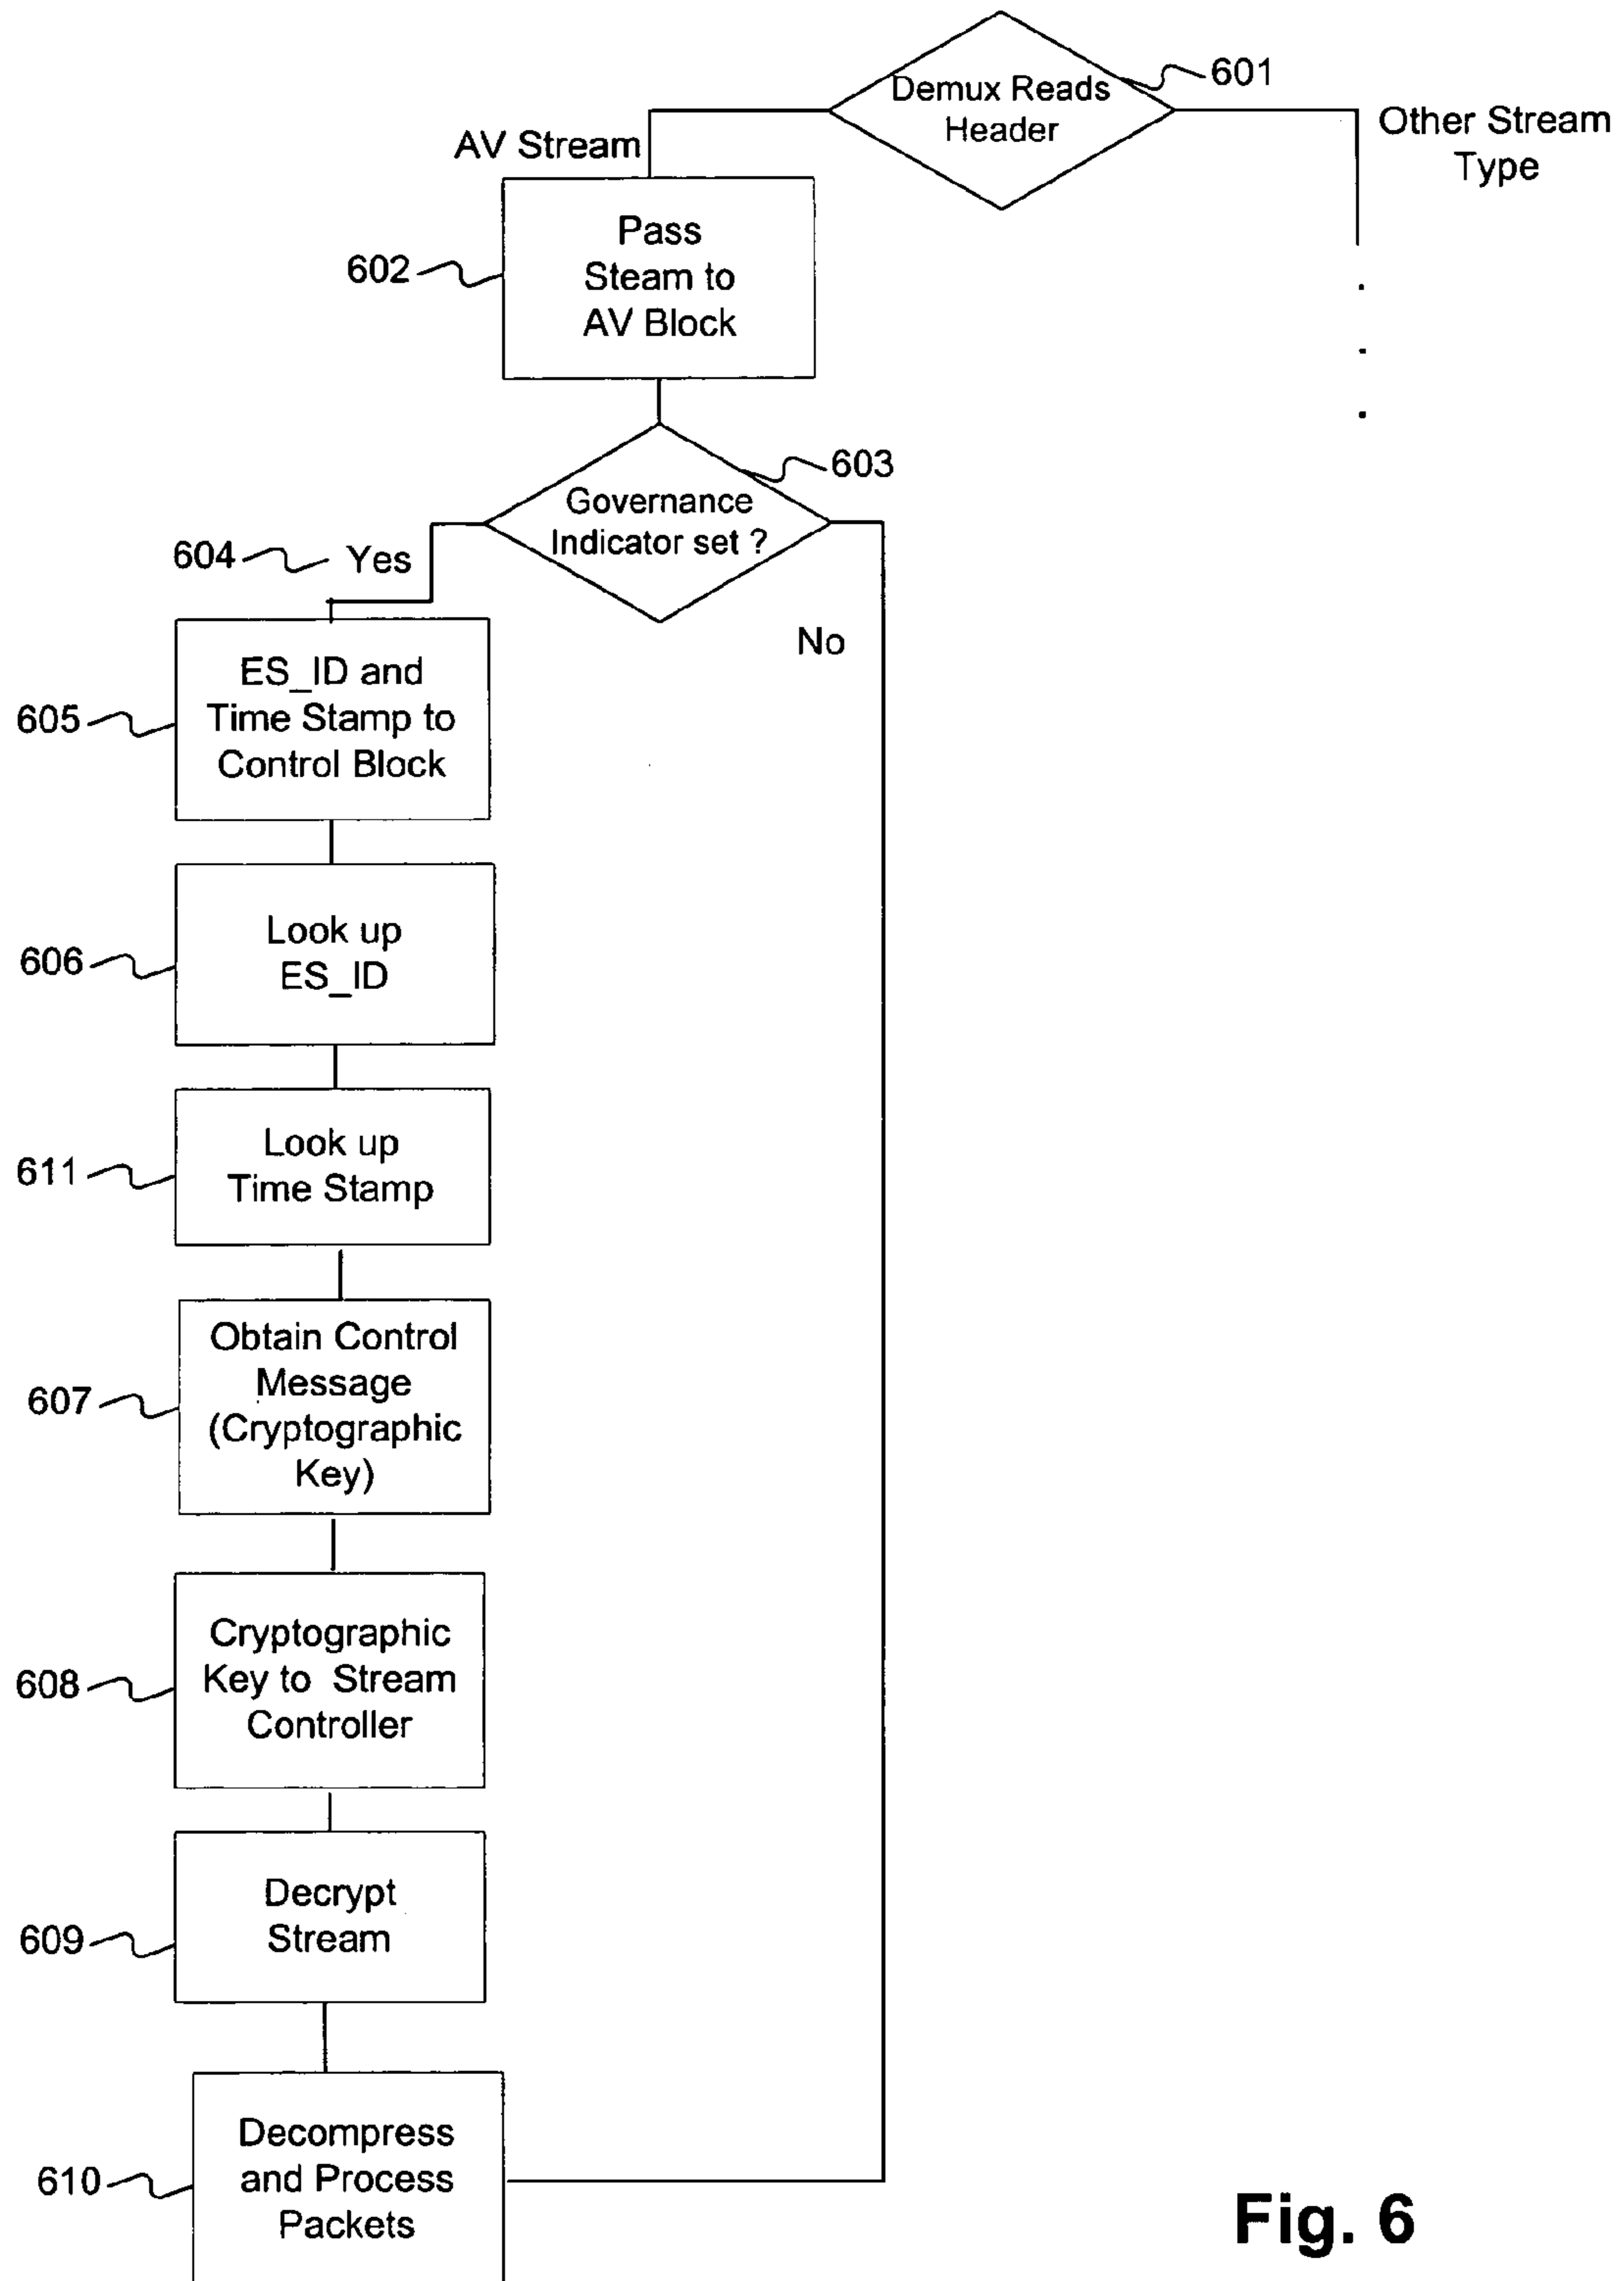 Demux Reads
Header
601
Other Stream
Type
AV Stream
Pass
Steam to
AV Block
602
603
Governance
Indicator set ?
604
Yes
No
ES_ID and
Time Stamp to
Control Block
605
Look up
ES_ID
606
Look up
Time Stamp
611
Obtain Control
Message
(Cryptographic
Key)
607
Cryptographic
Key to Stream
Controller
608
Decrypt
Stream
609
Decompress
and Process
Packets
610
Fig. 6